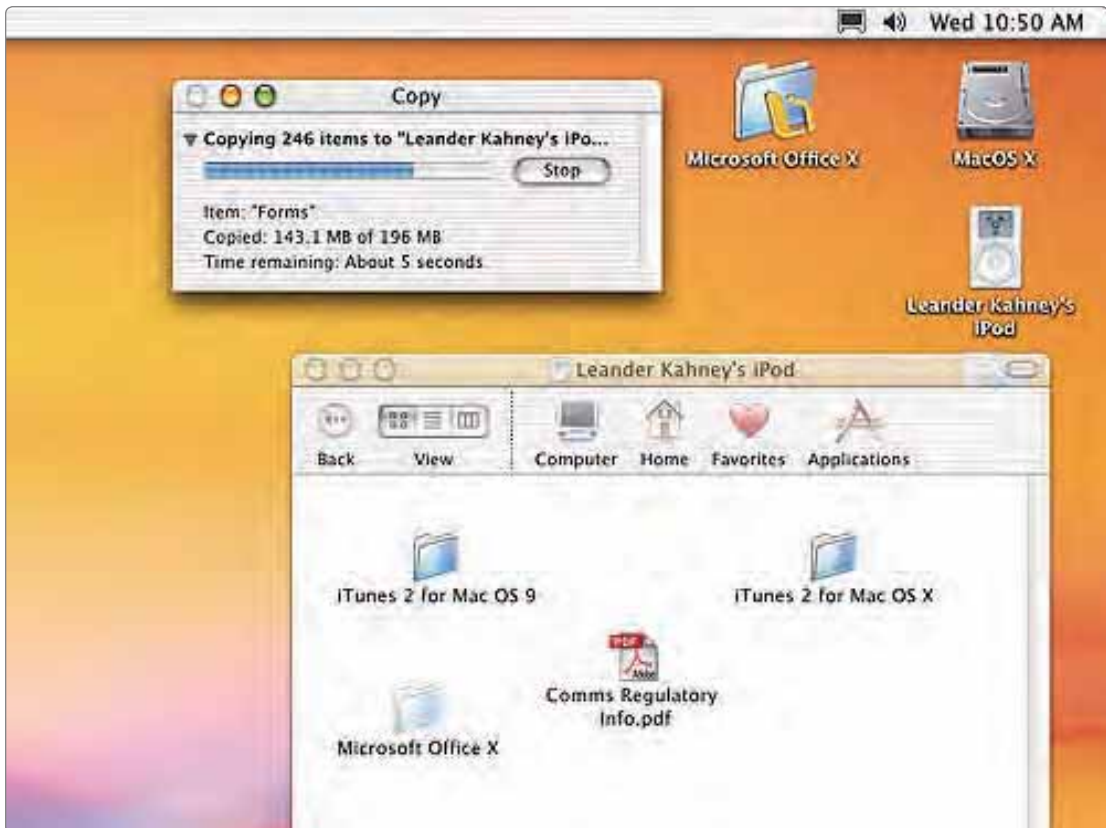 Wed 10:50 AM
Copy
Copying 246 items to "Leander Kahney's iPo...
Stop
Item: "Forms"
Copied: 143.1 MB of 196 MB
Time remaining: About 5 seconds
Microsoft Office X
MacOS X
Leander Kahney's
iPod
Leander Kahney's iPod
Back
View
Computer
Home
Favorites
Applications
iTunes 2 for Mac OS 9
iTunes 2 for Mac OS X
PDF
Adobe
Comms Regulatory
Info.pdf
Microsoft Office X